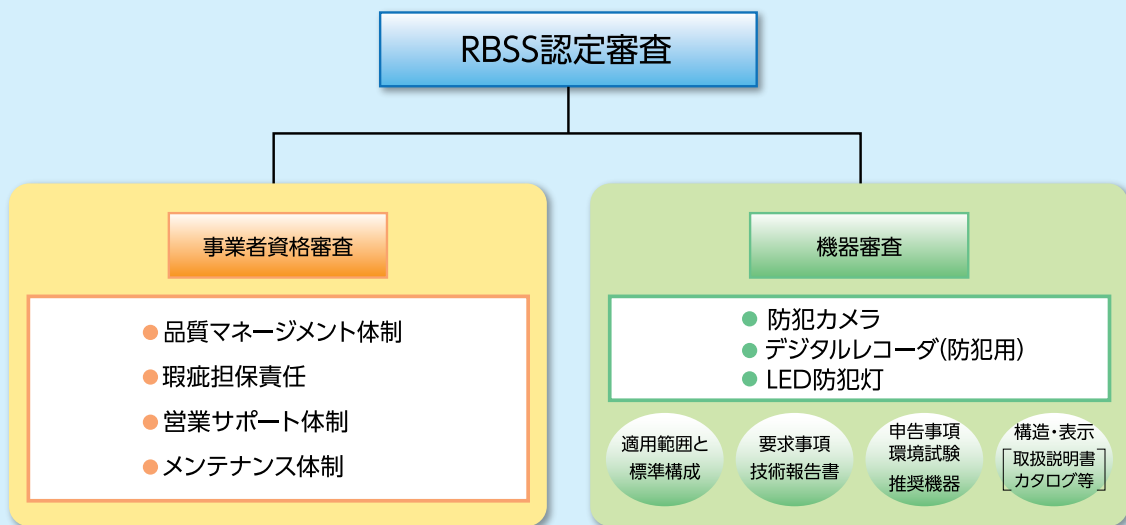 RBSS認定審査
事業者資格審査
●品質マネージメント体制
●瑕疵担保責任
●営業サポート体制
●メンテナンス体制
機器審査
● 防犯カメラ
● デジタルレコーダ(防犯用)
● LED防犯灯
適用範囲と
標準構成
要求事項
技術報告書
申告事項
環境試験
推奨機器
構造・表示
[取扱説明書
カタログ等]